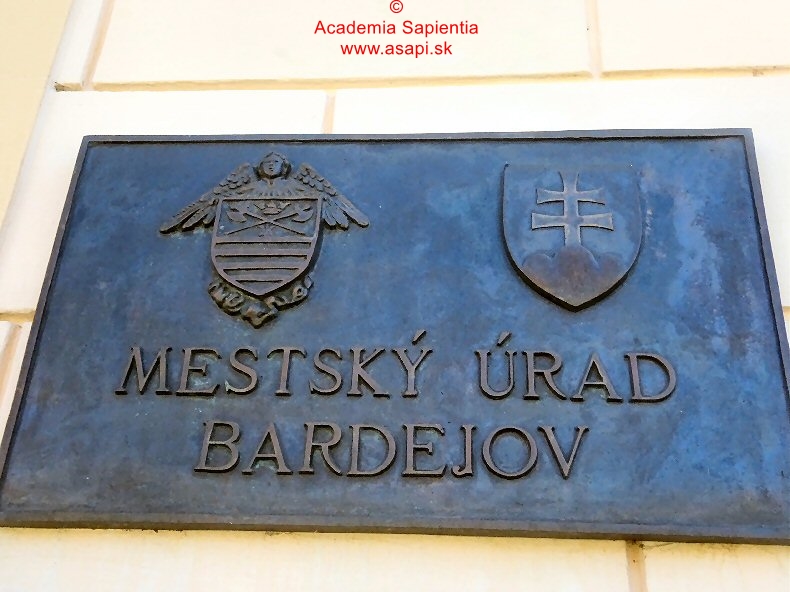 ©
Academia Sapientia
www.asapi.sk
MESTSKÝ ÚRAD
BARDEJOV